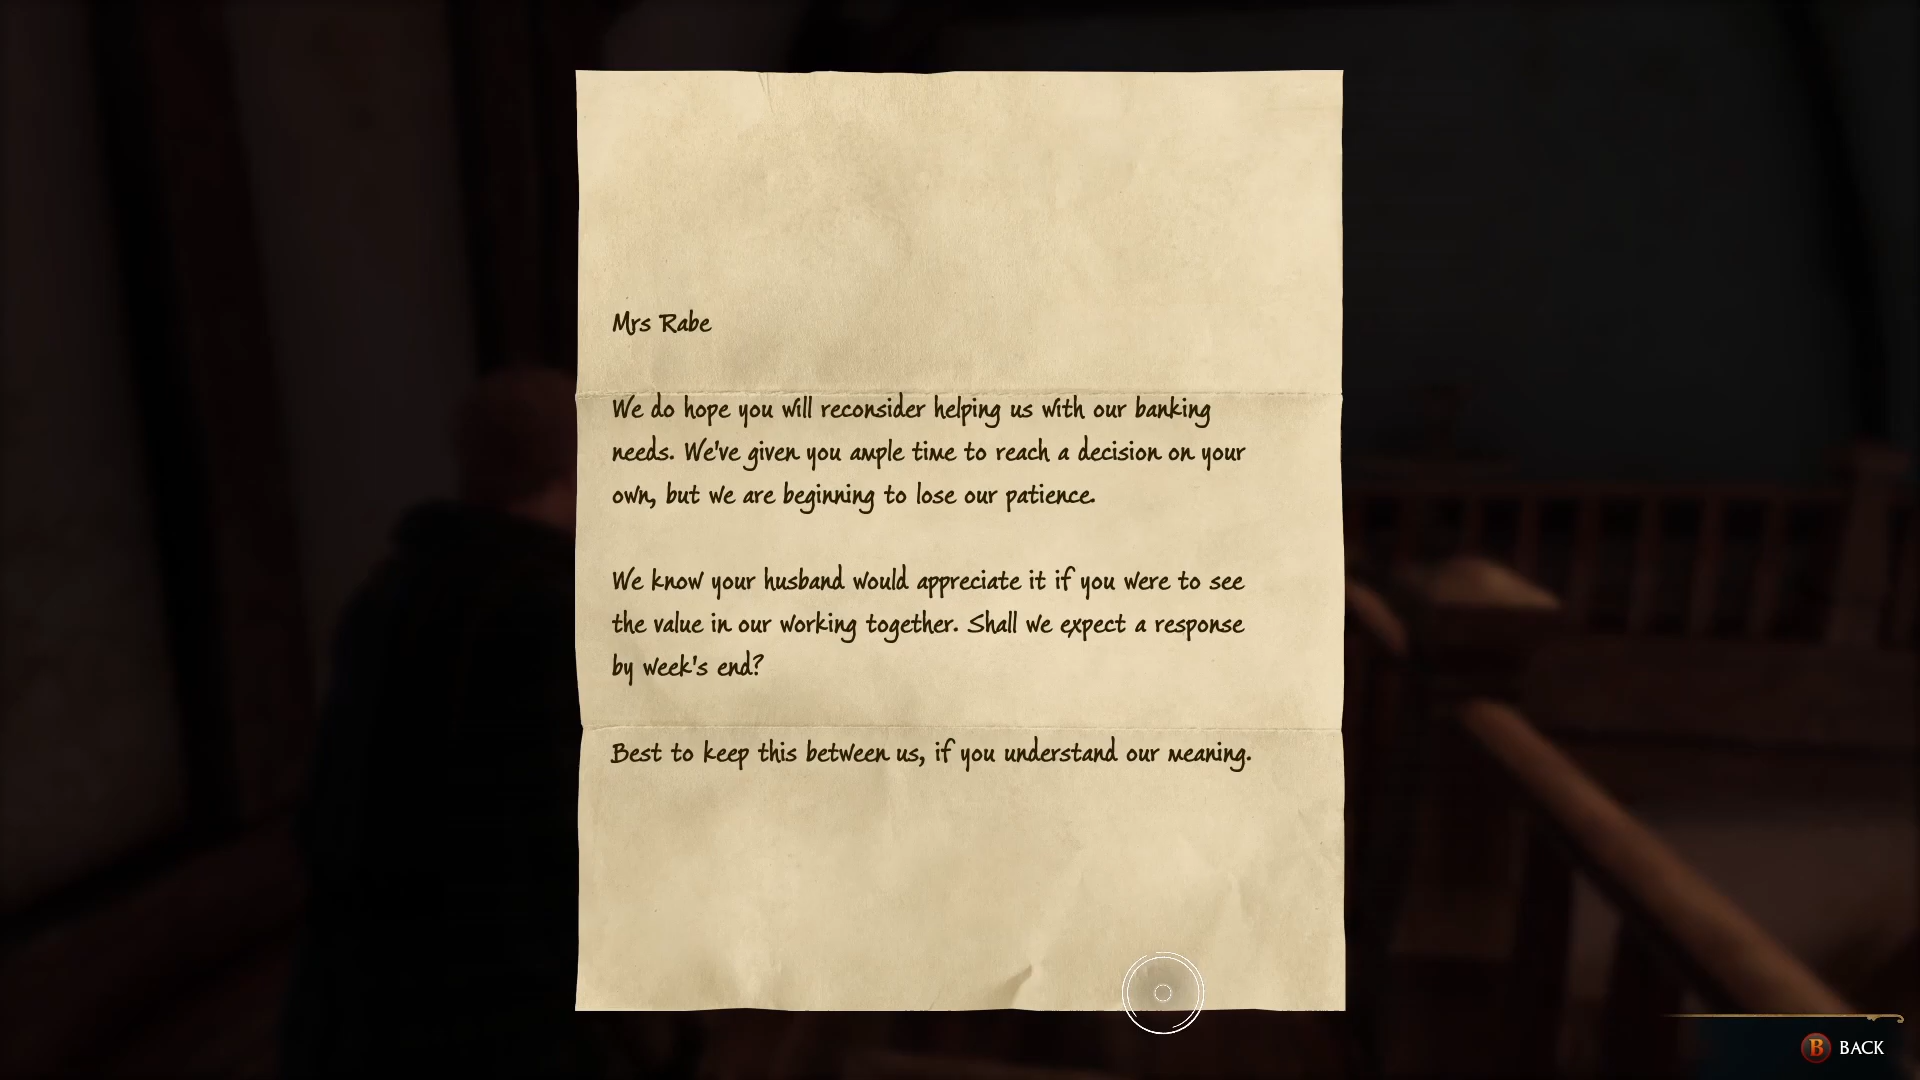 Mrs Rabe
We do hope you will reconsider helping us with our banking
needs. We've given you ample time to reach a decision on your
own, but we are beginning to lose our patience.
We know your husband would appreciate it if you were to see
the value in our working together. Shall we expect a response
by week's end?
Best to keep this between us, if you understand our meaning.
B BACK